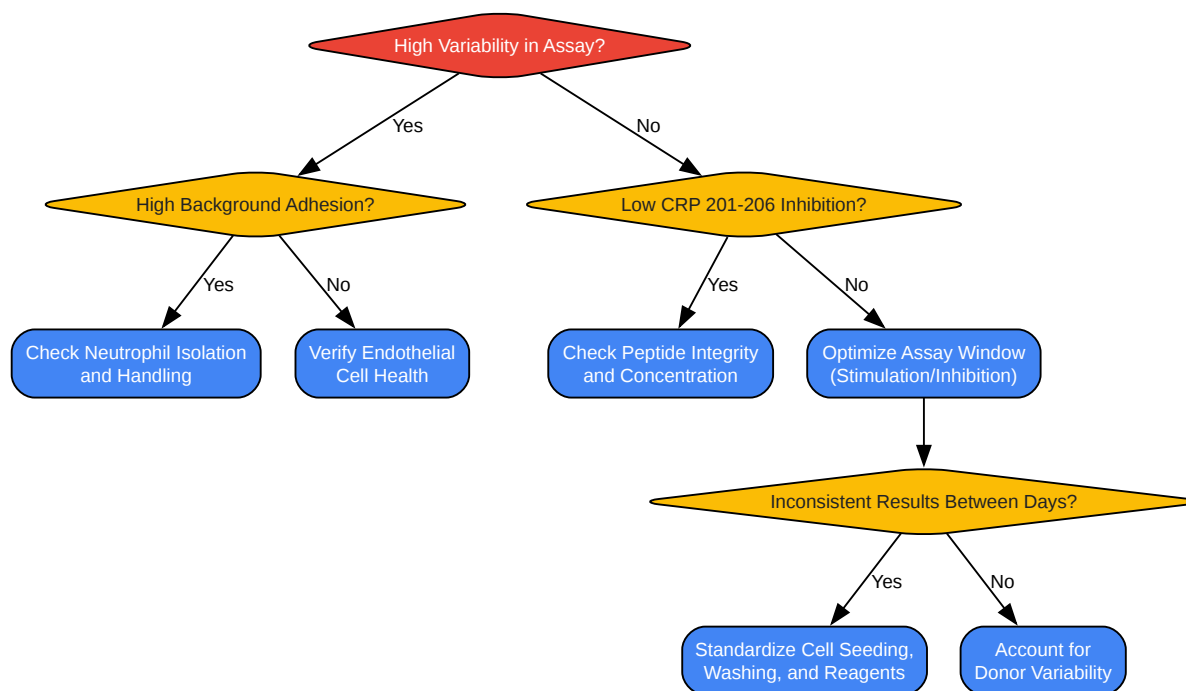 High Variability in Assay?
Yes
No
High Background Adhesion?
Low CRP 201-206 Inhibition?
Yes
No
Yes
No
Check Neutrophil Isolation
and Handling
Verify Endothelial
Cell Health
Check Peptide Integrity
and Concentration
Optimize Assay Window
(Stimulation/Inhibition)
Inconsistent Results Between Days?
Yes
No
Standardize Cell Seeding,
Washing, and Reagents
Account for
Donor Variability